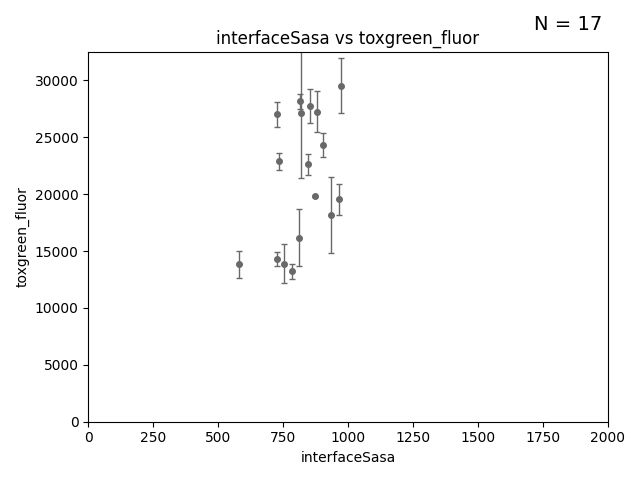 N = 17
interfaceSasa vs toxgreen_fluor
30000
25000
20000
15000
10000
5000
0
toxgreen_fluor
0 250 500 750 1000 1250 1500 1750 2000
interfaceSasa